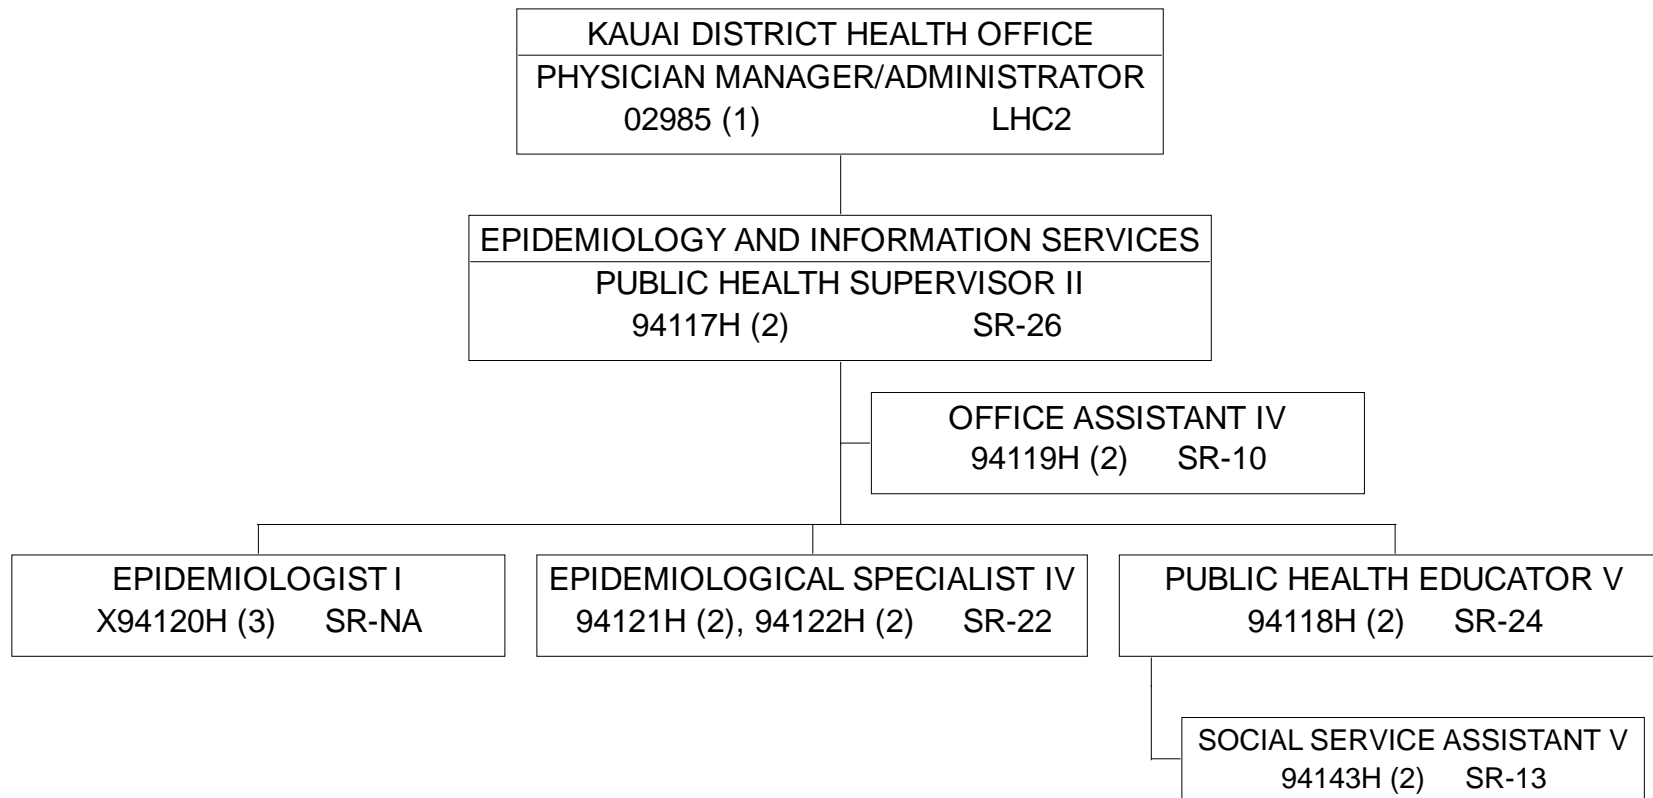 KAUAI DISTRICT HEALTH OFFICE
PHYSICIAN MANAGER/ADMINISTRATOR
02985 (1) LHC2
EPIDEMIOLOGY AND INFORMATION SERVICES
PUBLIC HEALTH SUPERVISOR II
94117H (2) SR-26
OFFICE ASSISTANT IV
94119H (2) SR-10
EPIDEMIOLOGIST I
X94120H (3) SR-NA
EPIDEMIOLOGICAL SPECIALIST IV
94121H (2), 94122H (2) SR-22
PUBLIC HEALTH EDUCATOR V
94118H (2) SR-24
SOCIAL SERVICE ASSISTANT V
94143H (2) SR-13